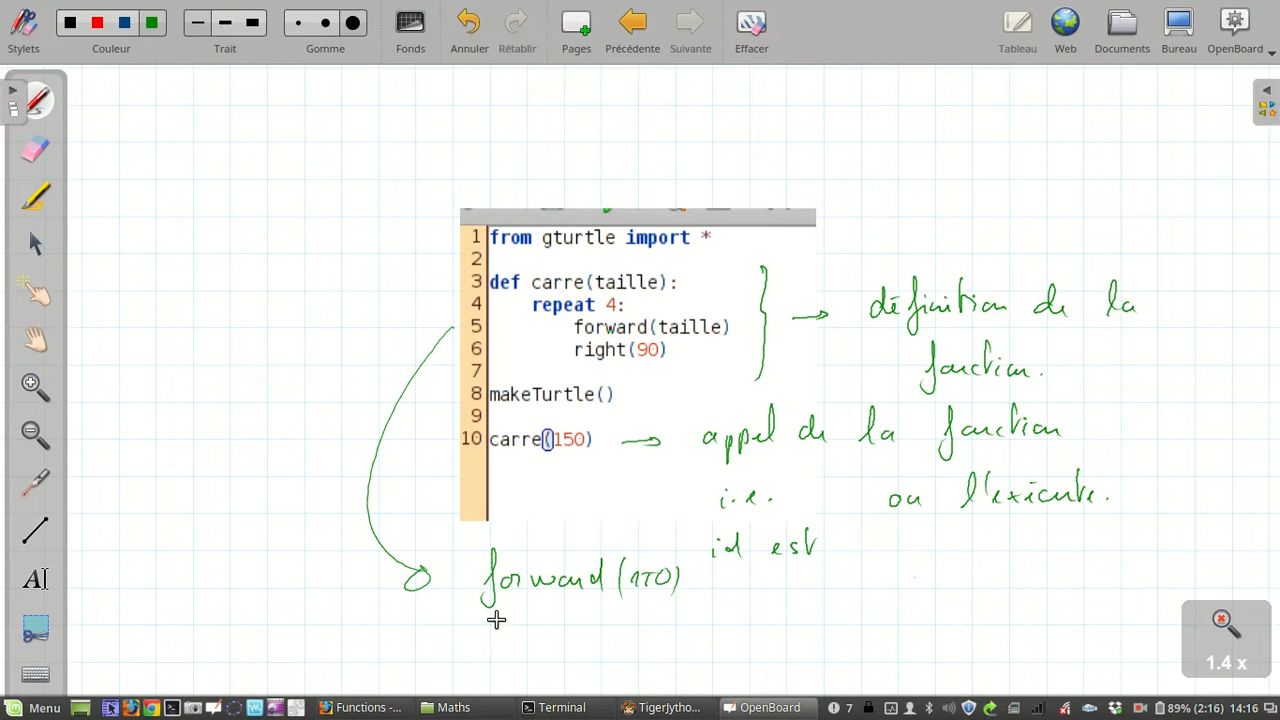 Stylets Couleur Trait Gomme Fonds Annuler Rétablir Pages Précédente Suivante Effacer Tableau Web Documents Bureau OpenBoard
1 from gturtle import *
2
3 def carre(taille):
4 repeat 4:
5 forward(taille)
6 right(90)
7
8 makeTurtle()
9
10 carre(150)
définition de la
fonction.
appel de la fonction
i.e. on l'exécute.
id est
forward(150)
1.4 x
Menu Functions -... Maths Terminal TigerJytho... OpenBoard 7 89% (2:16) 14:16